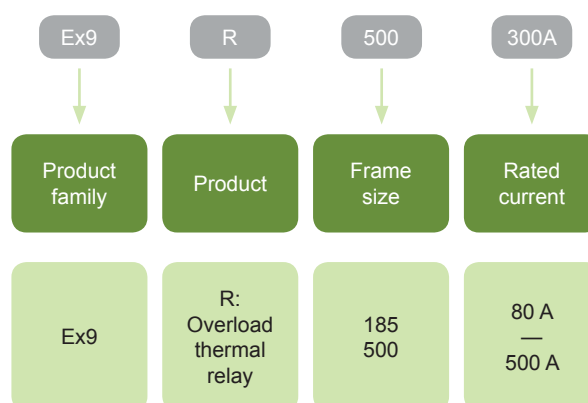 Ex9 R 500 300A
Product family
Product
Frame size
Rated current
Ex9
R:
Overload
thermal
relay
185
500
80 A
—
500 A